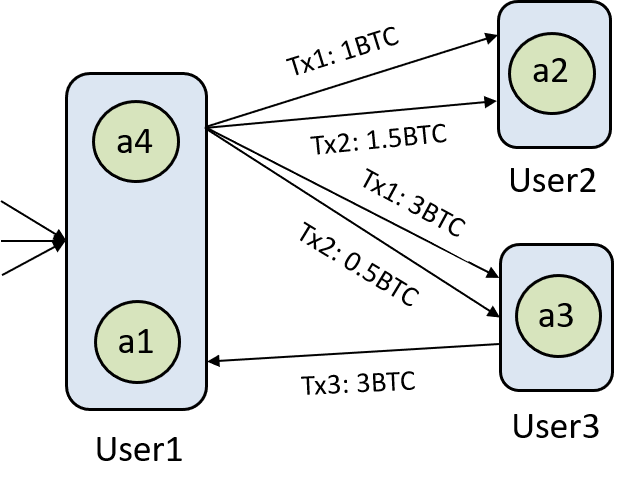 Tx1: 1BTC
a2
Tx2: 1.5BTC
a4
User2
Tx1: 3BTC
Tx2: 0.5BTC
a3
a1
Tx3: 3BTC
User3
User1